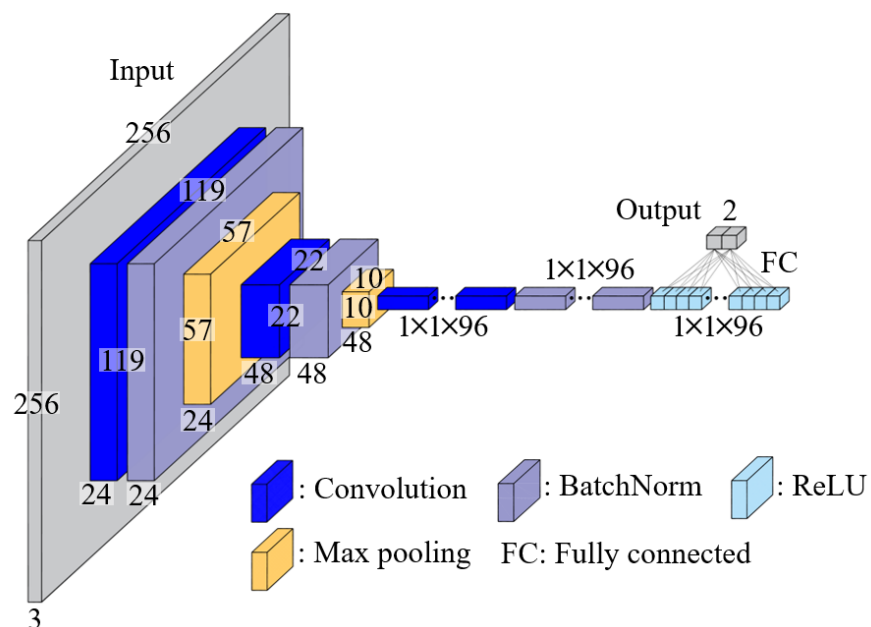 Input
256
119
57
22
10
256
119
57
22
10
3
24
24
24
48
48
48
1×1×96
1×1×96
1×1×96
Output 2
FC
: Convolution
: BatchNorm
: ReLU
: Max pooling
FC: Fully connected